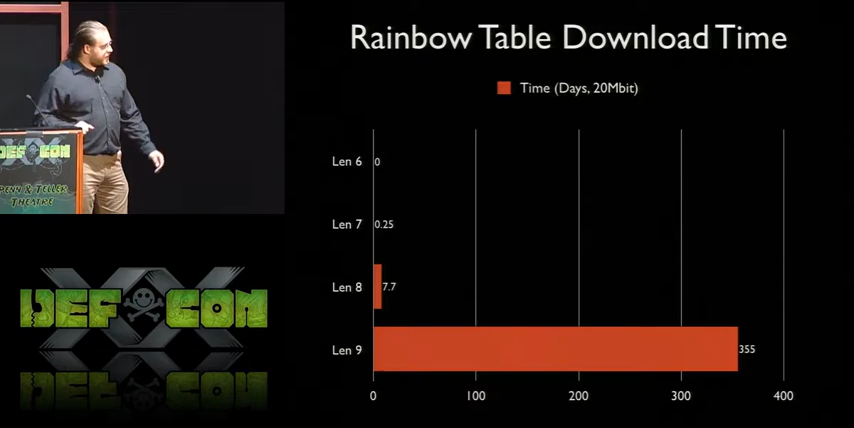 DEF CON
PENN & TELLER
THEATRE
DEF CON
XX
Rainbow Table Download Time
Time (Days, 20Mbit)
Len 6
0
Len 7
0.25
Len 8
7.7
Len 9
355
0
100
200
300
400